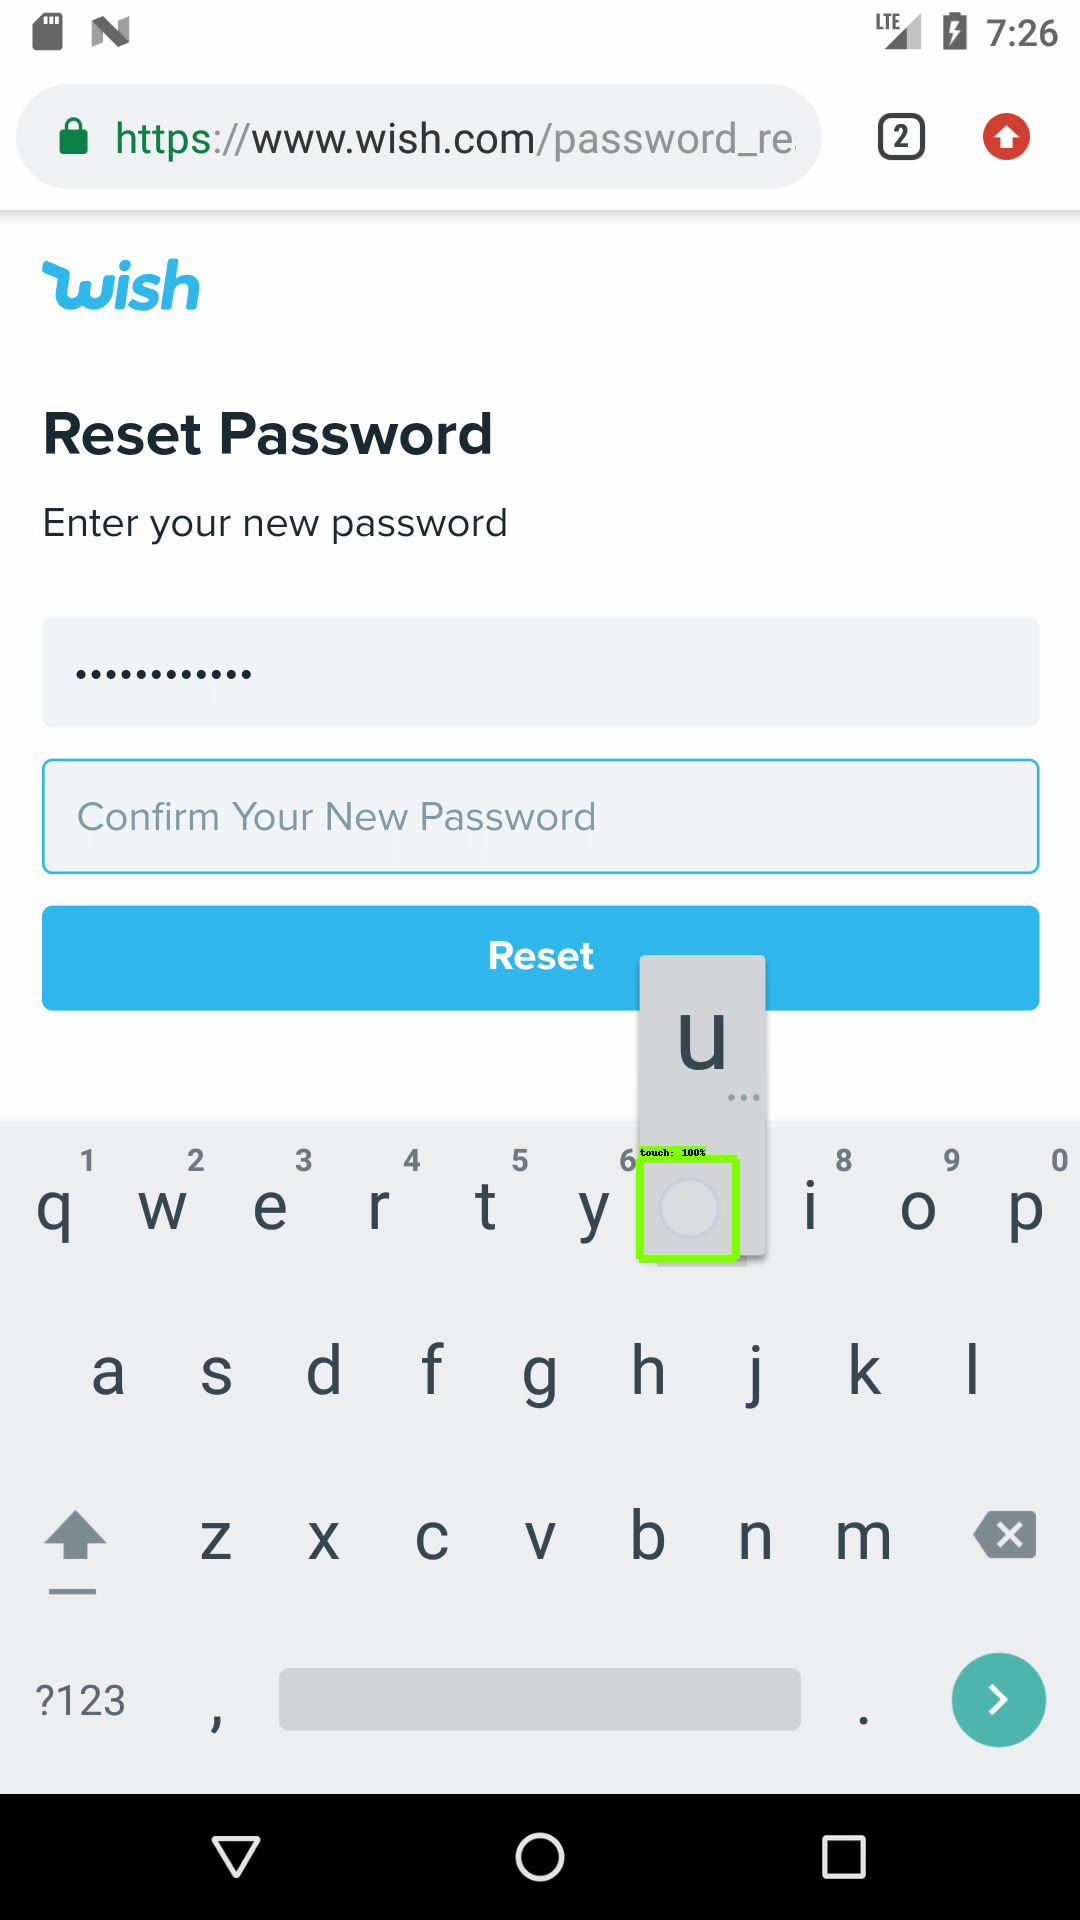 LTE 7:26
https://www.wish.com/password_re
2
wish
Reset Password
Enter your new password
••••••••••••
Confirm Your New Password
Reset
u
...
touch: 100%
1 2 3 4 5 6 8 9 0
q w e r t y i o p
a s d f g h j k l
z x c v b n m
?123 , .